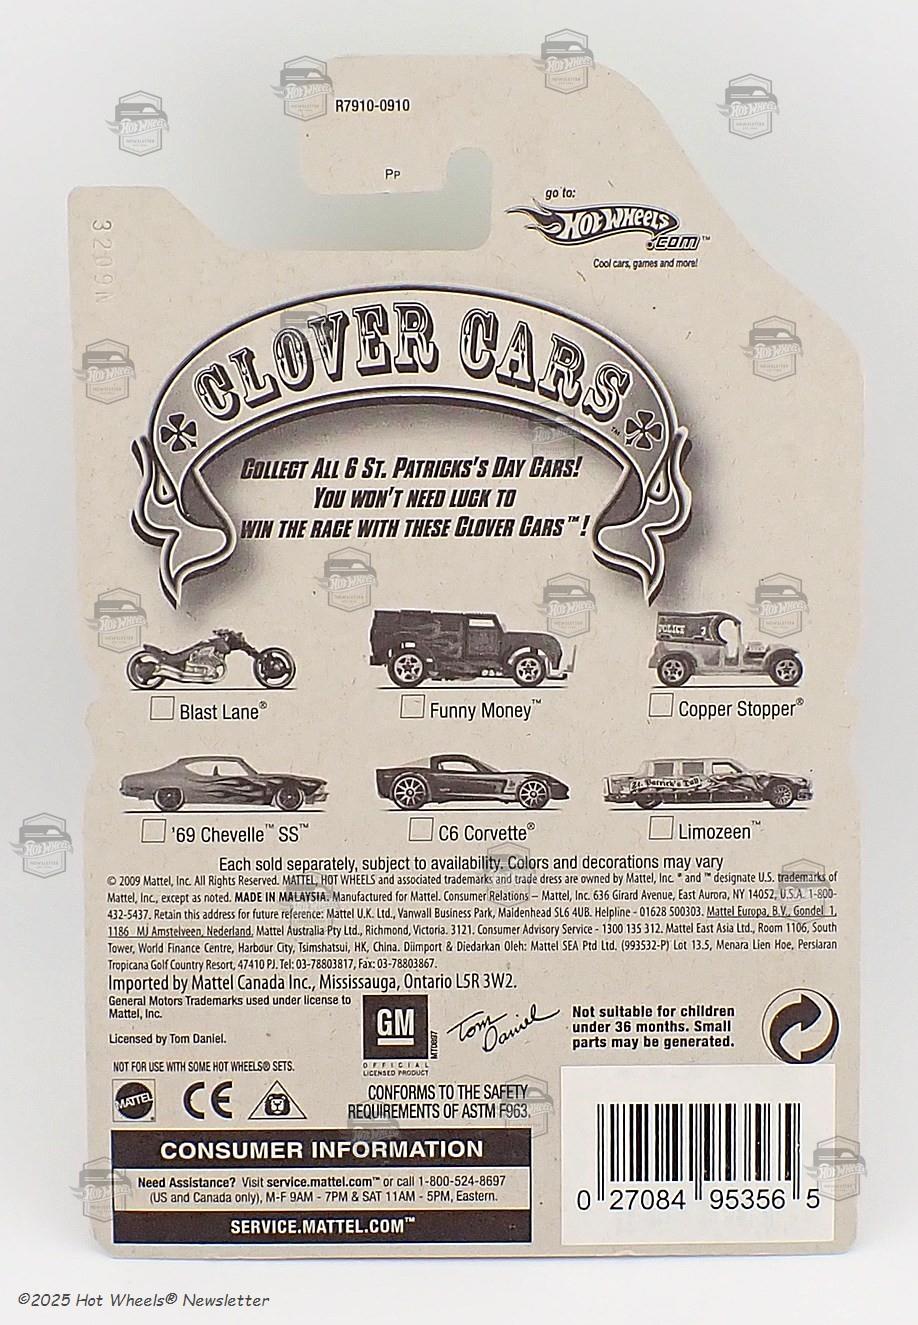 R7910-0910
PP
3209N
go to:
HOT WHEELS
.COM™
Cool cars, games and more!
CLOVER CARS™
COLLECT ALL 6 ST. PATRICKS'S DAY CARS!
YOU WON'T NEED LUCK TO
WIN THE RACE WITH THESE CLOVER CARS™!
POLICE
Blast Lane®
Funny Money™
Copper Stopper®
St. Patrick's
'69 Chevelle™ SS™
C6 Corvette®
Limozeen™
Each sold separately, subject to availability. Colors and decorations may vary
© 2009 Mattel, Inc. All Rights Reserved. MATTEL, HOT WHEELS and associated trademarks and trade dress are owned by Mattel, Inc. ® and ™ designate U.S. trademarks of
Mattel, Inc., except as noted. MADE IN MALAYSIA. Manufactured for Mattel. Consumer Relations – Mattel, Inc. 636 Girard Avenue, East Aurora, NY 14052, U.S.A. 1-800-
432-5437. Retain this address for future reference: Mattel U.K. Ltd., Vanwall Business Park, Maidenhead SL6 4UB. Helpline - 01628 500303. Mattel Europa, B.V., Gondel 1,
1186 MJ Amstelveen, Nederland. Mattel Australia Pty Ltd., Richmond, Victoria. 3121. Consumer Advisory Service - 1300 135 312. Mattel East Asia Ltd., Room 1106, South
Tower, World Finance Centre, Harbour City, Tsimshatsui, HK, China. Diimport & Diedarkan Oleh: Mattel SEA Ptd Ltd. (993532-P) Lot 13.5, Menara Lien Hoe, Persiaran
Tropicana Golf Country Resort, 47410 PJ. Tel: 03-78803817, Fax: 03-78803867.
Imported by Mattel Canada Inc., Mississauga, Ontario L5R 3W2.
General Motors Trademarks used under license to
Mattel, Inc.
Licensed by Tom Daniel.
GM
OFFICIAL
LICENSED PRODUCT
MT0897
Tom
Daniel
Not suitable for children
under 36 months. Small
parts may be generated.
NOT FOR USE WITH SOME HOT WHEELS® SETS.
MATTEL
CE
CONFORMS TO THE SAFETY
REQUIREMENTS OF ASTM F963.
CONSUMER INFORMATION
Need Assistance? Visit service.mattel.com™ or call 1-800-524-8697
(US and Canada only), M-F 9AM - 7PM & SAT 11AM - 5PM, Eastern.
SERVICE.MATTEL.COM™
0 27084 95356 5
©2025 Hot Wheels® Newsletter